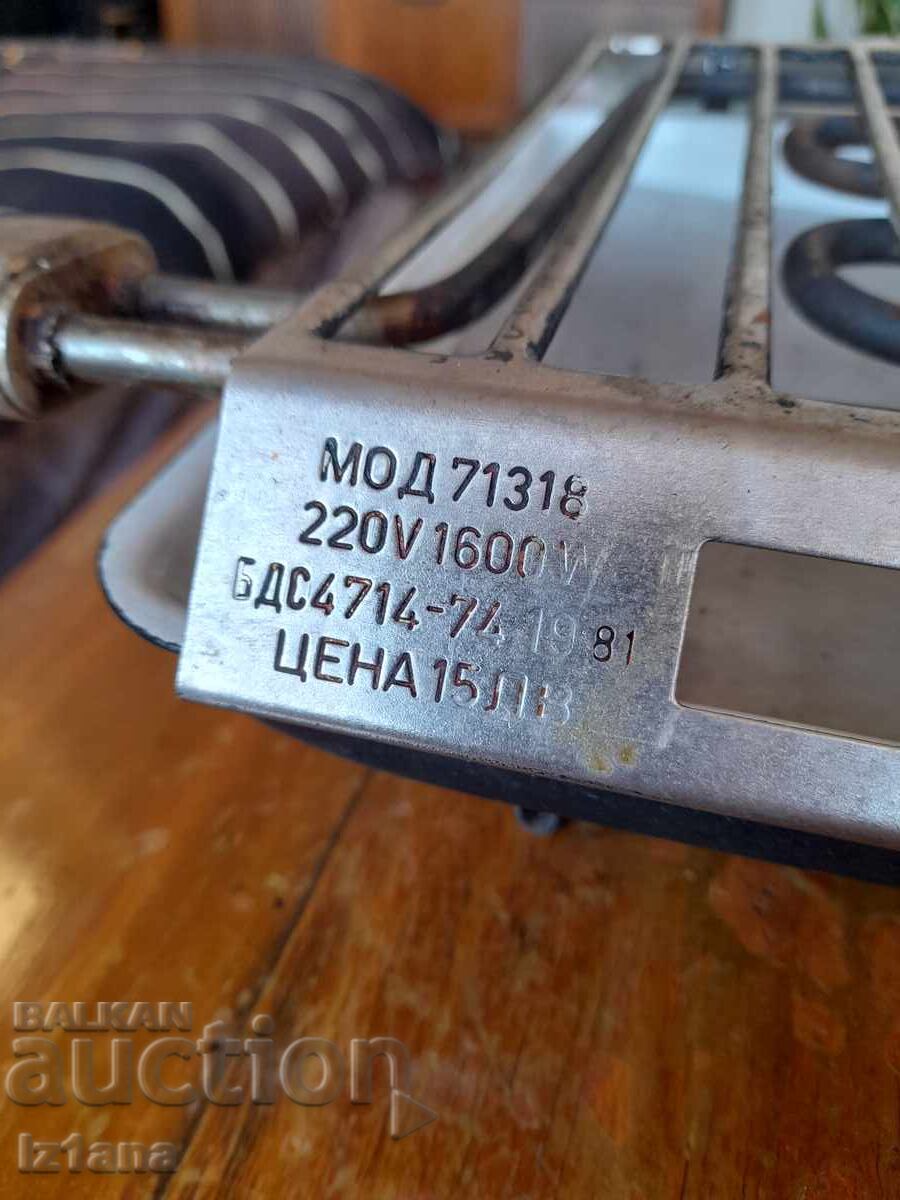 МОД 71318
220V 1600W
БДС4714-74 1981
ЦЕНА 15ЛВ
BALKAN
auction
Iz1ana